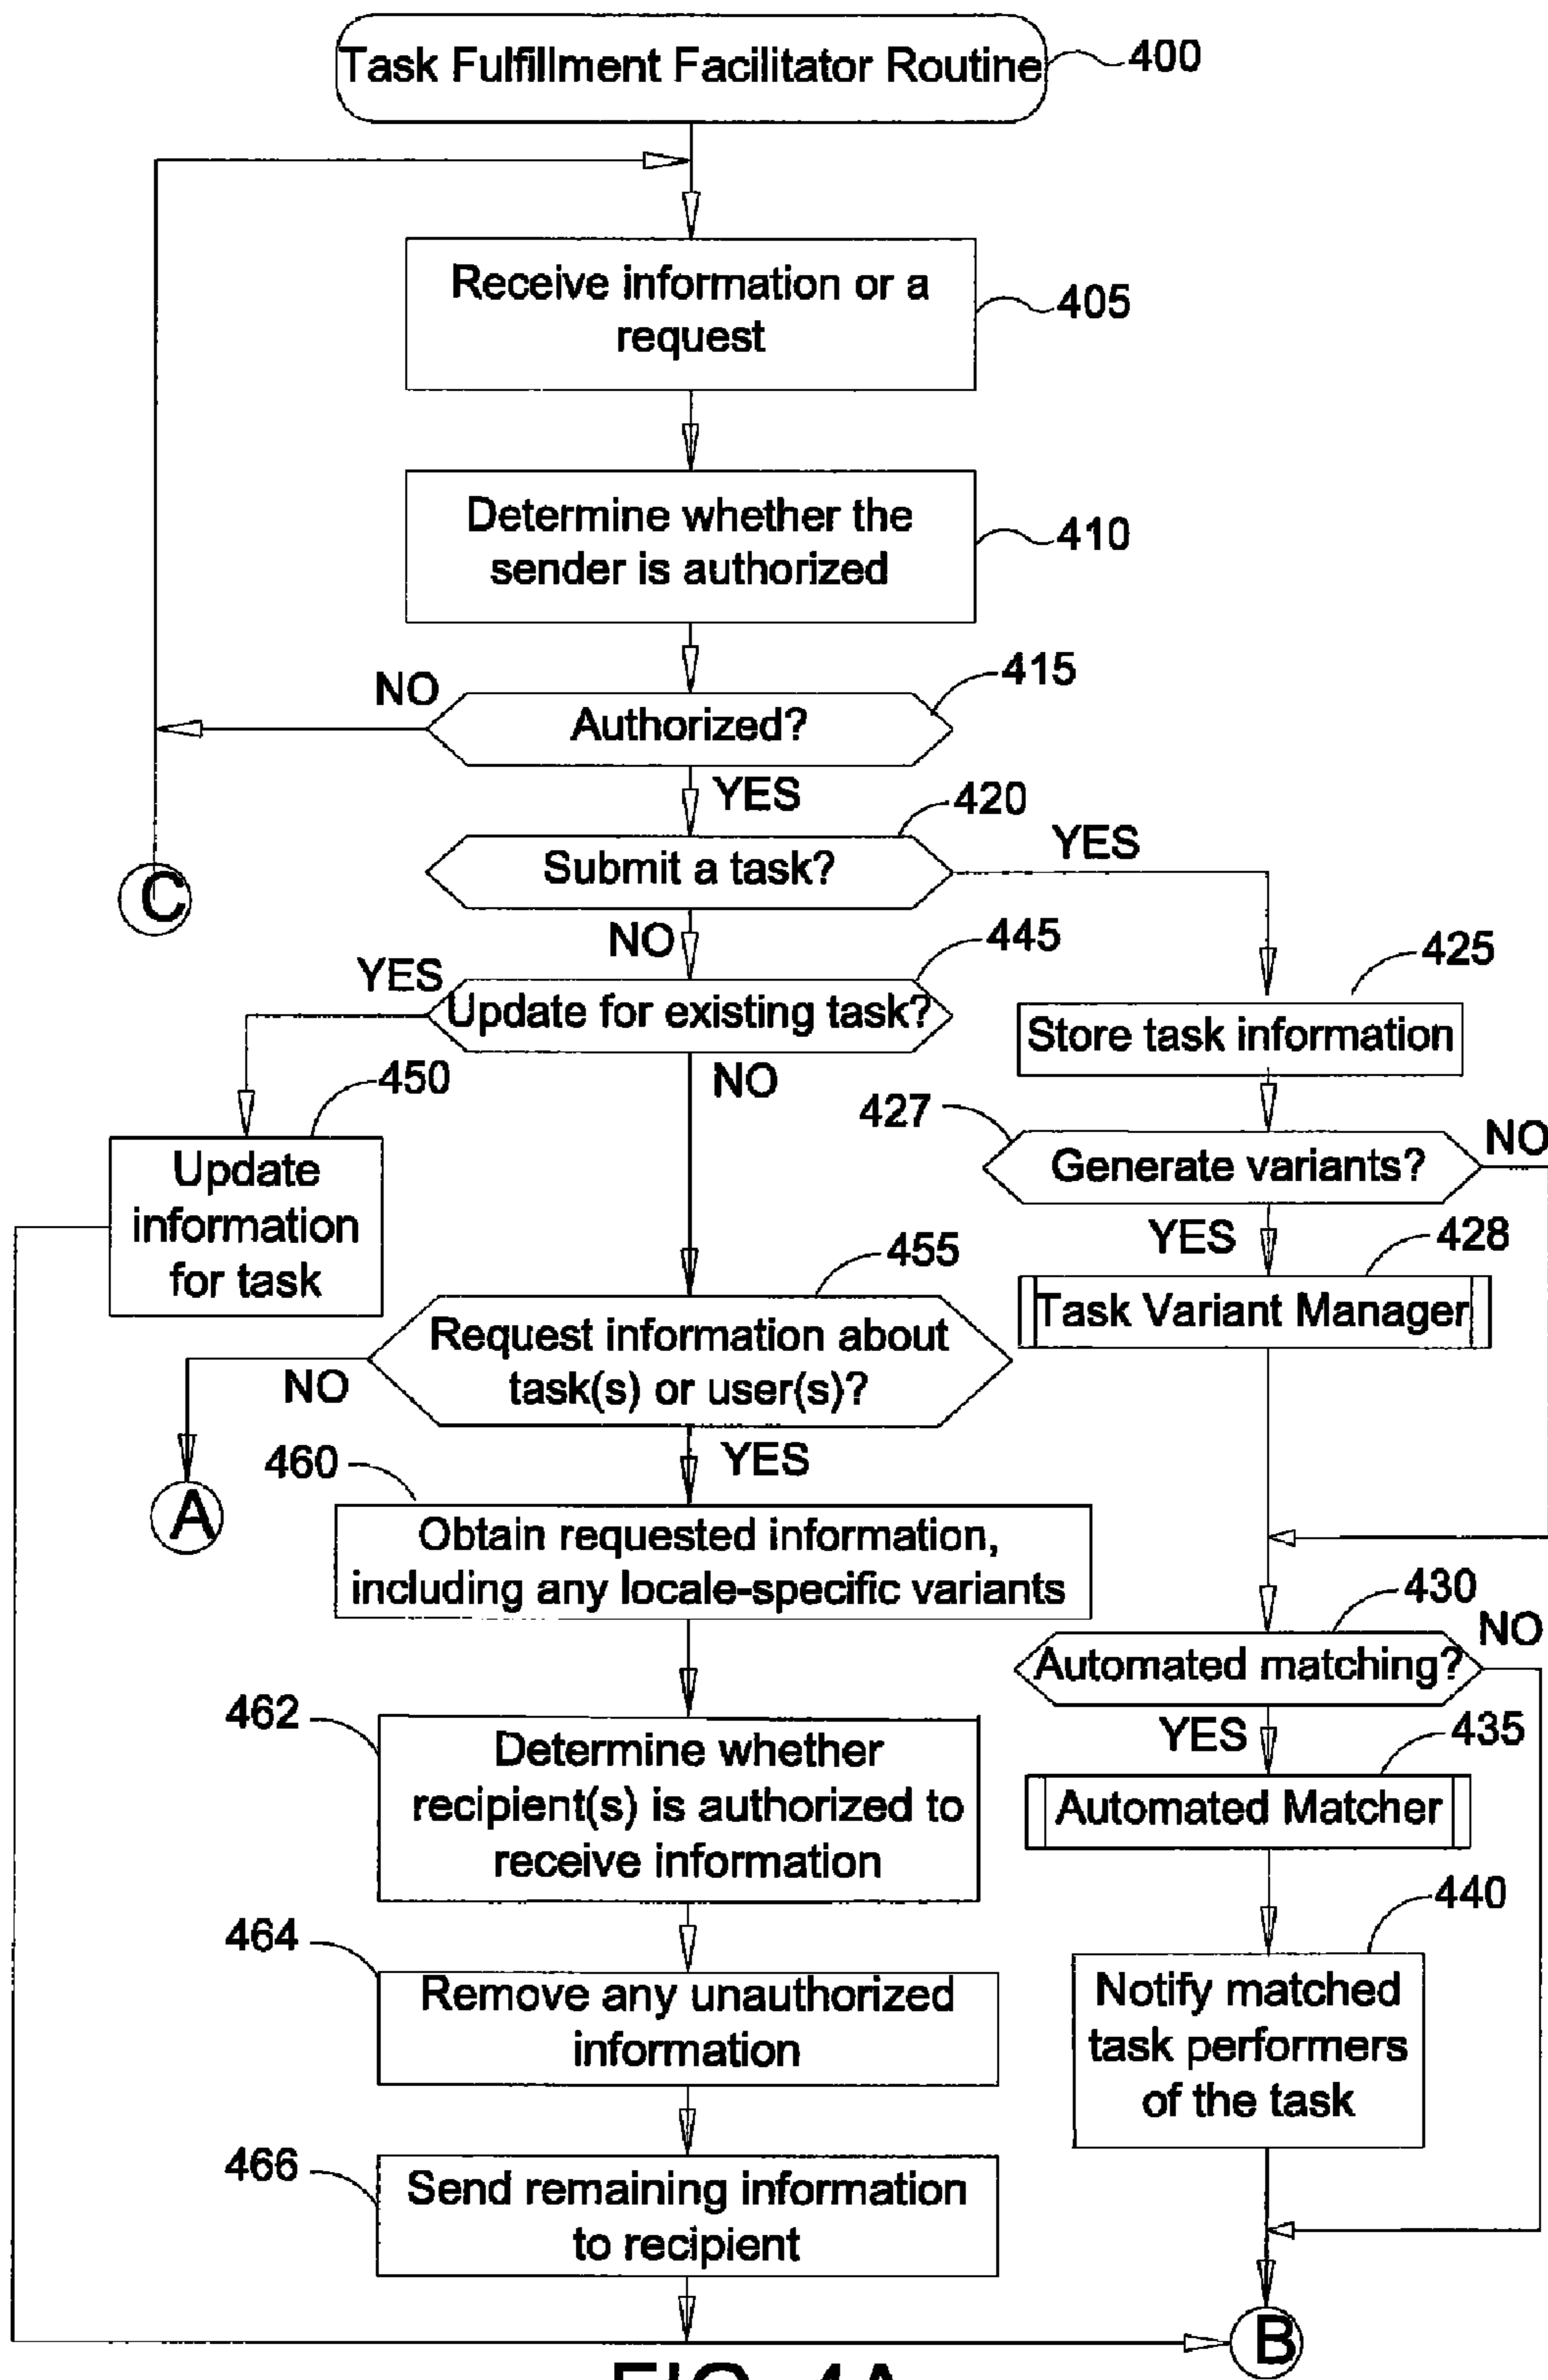 Task Fulfillment Facilitator Routine
400
Receive information or a
request
405
Determine whether the
sender is authorized
410
NO
Authorized?
415
YES
Submit a task?
420
YES
C
NO
Update for existing task?
445
YES
425
Store task information
450
Update
information
for task
NO
427
Generate variants?
NO
YES
428
Task Variant Manager
455
Request information about
task(s) or user(s)?
NO
A
YES
460
Obtain requested information,
including any locale-specific variants
430
Automated matching?
NO
YES
435
Automated Matcher
462
Determine whether
recipient(s) is authorized to
receive information
440
Notify matched
task performers
of the task
464
Remove any unauthorized
information
466
Send remaining information
to recipient
B
FIG. 4A